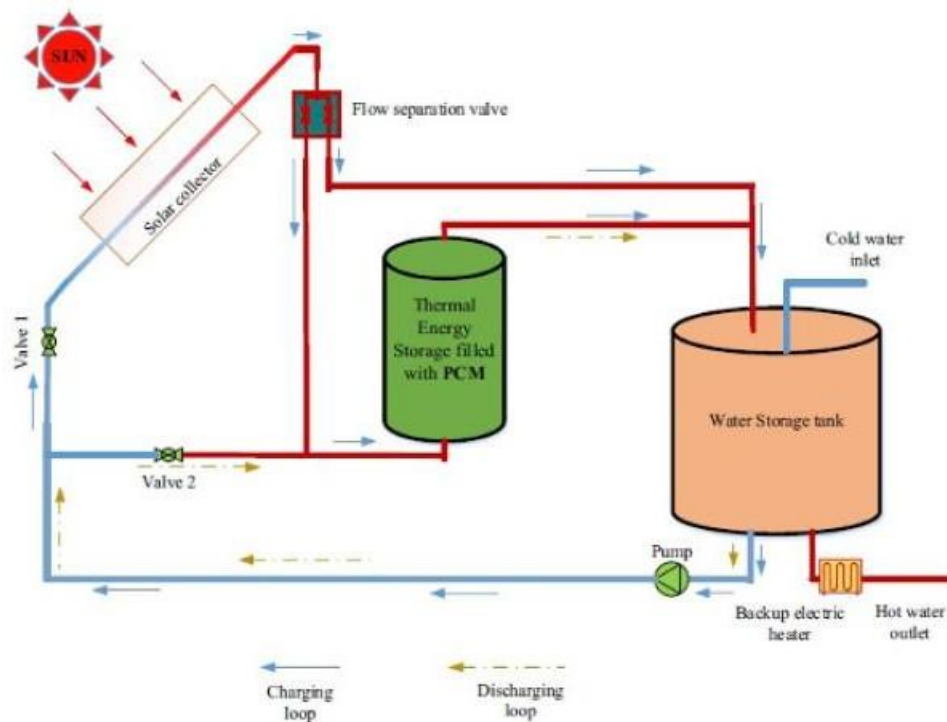 SUN
Flow separation valve
Solar collector
Cold water
inlet
Thermal
Energy
Storage filled
with PCM
Valve 1
Water Storage tank
Valve 2
Pump
Backup electric
heater
Hot water
outlet
Charging
loop
Discharging
loop